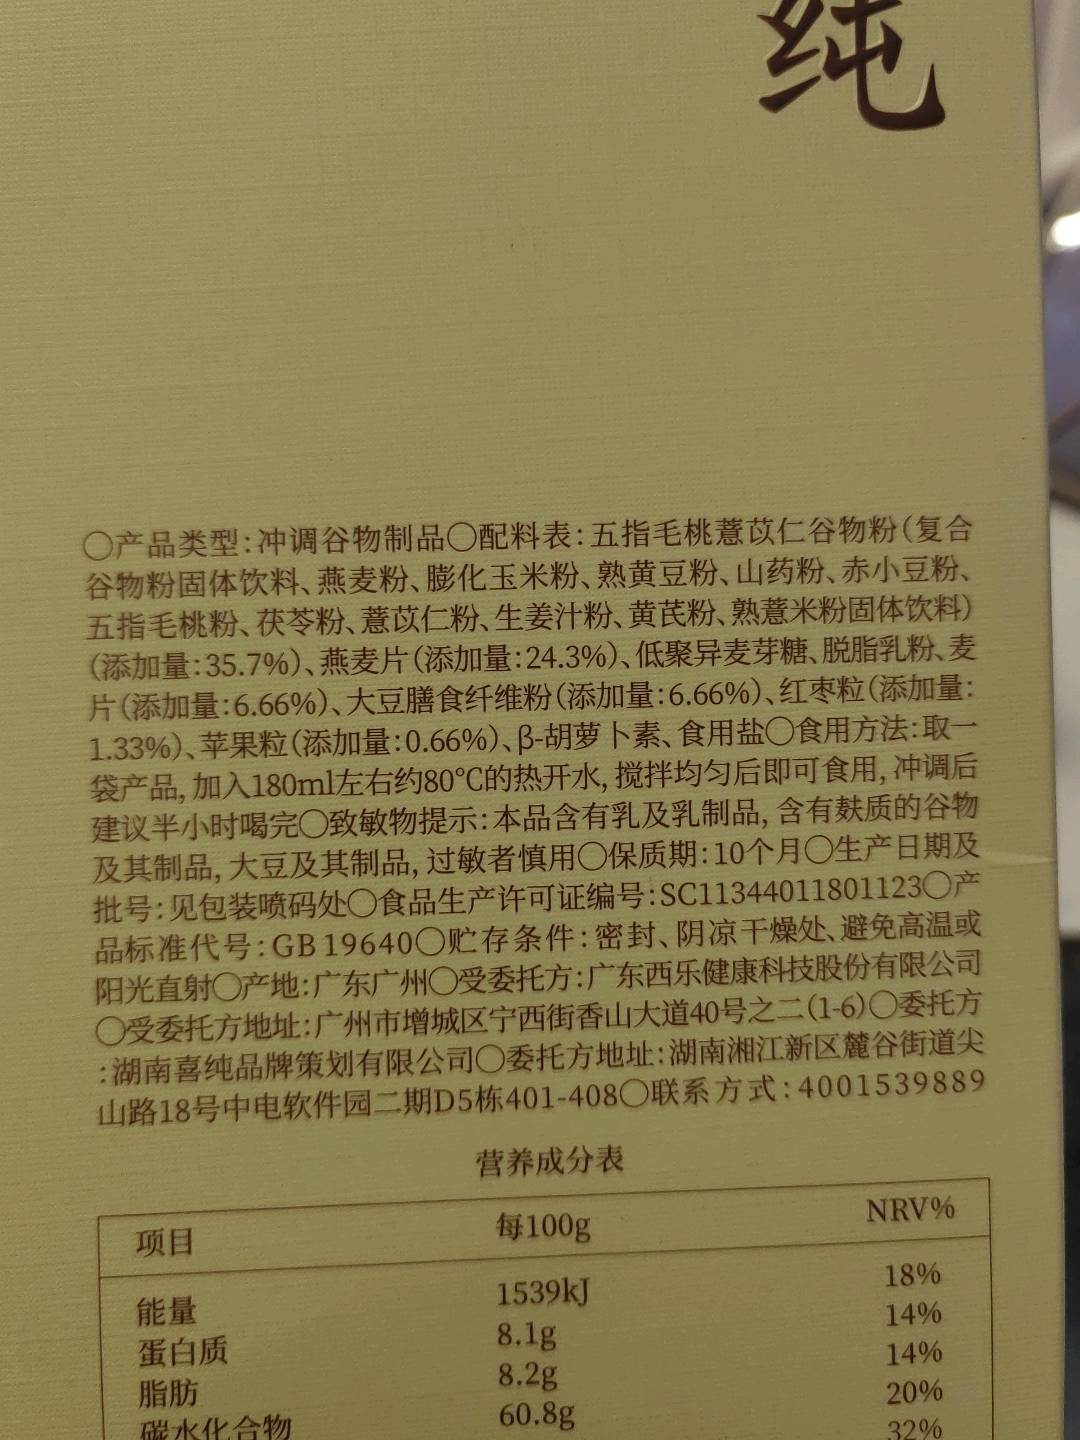 纯
○产品类型:冲调谷物制品○配料表:五指毛桃薏苡仁谷物粉(复合
谷物粉固体饮料、燕麦粉、膨化玉米粉、熟黄豆粉、山药粉、赤小豆粉、
五指毛桃粉、茯苓粉、薏苡仁粉、生姜汁粉、黄芪粉、熟薏米粉固体饮料)
(添加量:35.7%)、燕麦片(添加量:24.3%)、低聚异麦芽糖、脱脂乳粉、麦
片(添加量:6.66%)、大豆膳食纤维粉(添加量:6.66%)、红枣粒(添加量:
1.33%)、苹果粒(添加量:0.66%)、β-胡萝卜素、食用盐○食用方法:取一
袋产品,加入180ml左右约80℃的热开水,搅拌均匀后即可食用,冲调后
建议半小时喝完○致敏物提示:本品含有乳及乳制品,含有麸质的谷物
及其制品,大豆及其制品,过敏者慎用○保质期:10个月○生产日期及
批号:见包装喷码处○食品生产许可证编号:SC11344011801123○产
品标准代号:GB19640○贮存条件:密封、阴凉干燥处、避免高温或
阳光直射○产地:广东广州○受委托方:广东西乐健康科技股份有限公司
○受委托方地址:广州市增城区宁西街香山大道40号之二(1-6)○委托方
:湖南喜纯品牌策划有限公司○委托方地址:湖南湘江新区麓谷街道尖
山路18号中电软件园二期D5栋401-408○联系方式:4001539889
营养成分表
项目 每100g NRV%
能量 1539kJ 18%
蛋白质 8.1g 14%
脂肪 8.2g 14%
碳水化合物 60.8g 20%
32%